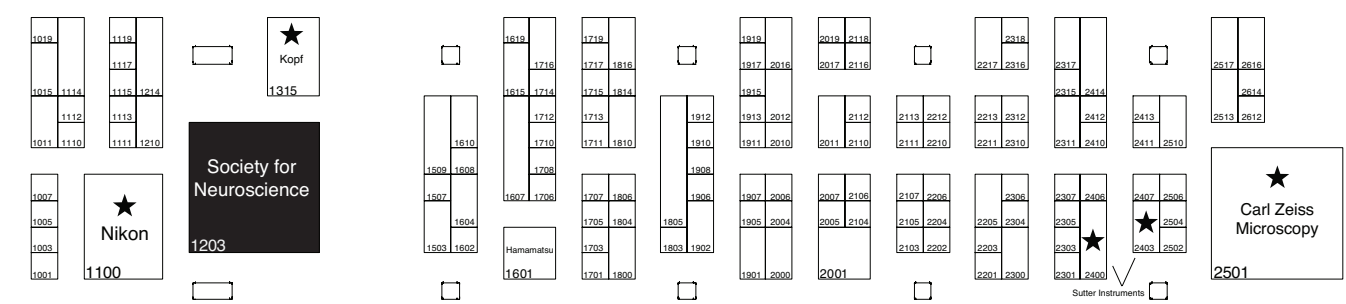 1019 1119 ★ 1619 1719 1919 2019 2118 2318
Kopf
1117 1716 1717 1816 1917 2016 2017 2116 2217 2316 2317 2517 2616
1015 1114 1115 1214 1315 1615 1714 1715 1814 1915 2315 2414 2614
1112 1113 1712 1713 1912 1913 2012 2112 2113 2212 2213 2312 2412 2413 2513 2612
1011 1110 1111 1210 1610 1710 1711 1810 1910 1911 2010 2011 2110 2111 2210 2211 2310 2311 2410 2411 2510
Society for
Neuroscience
1203
1509 1608 1708 1908
1007 1507 1607 1706 1707 1806 1906 1907 2006 2007 2106 2107 2206 2306 2307 2406 2407 2506
★
Nikon
1100
1005 1604 1705 1804 1805 1905 2004 2005 2104 2105 2204 2205 2304 2305 ★ 2504
★
Carl Zeiss
Microscopy
2501
1003 1503 1602 Hamamatsu 1703 1803 1902 2103 2202 2203 2303 ★ 2403 2502
1001 1601 1701 1800 1901 2000 2001 2201 2300 2301 2400
Sutter Instruments